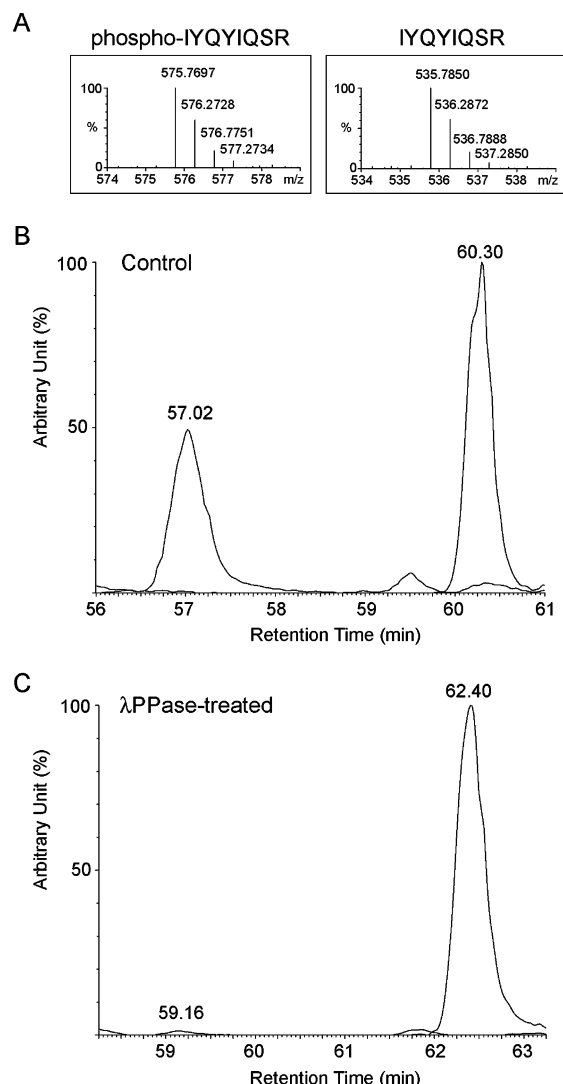 A
phospho-IYQYIQSR
IYQYIQSR
575.7697
576.2728
576.7751
577.2734
100
%
0
574 575 576 577 578 m/z
535.7850
536.2872
536.7888
537.2850
100
%
0
534 535 536 537 538 m/z
B
Control
60.30
57.02
100
50
Arbitrary Unit (%)
56 57 58 59 60 61
Retention Time (min)
C
λPPase-treated
62.40
59.16
100
50
Arbitrary Unit (%)
59 60 61 62 63
Retention Time (min)